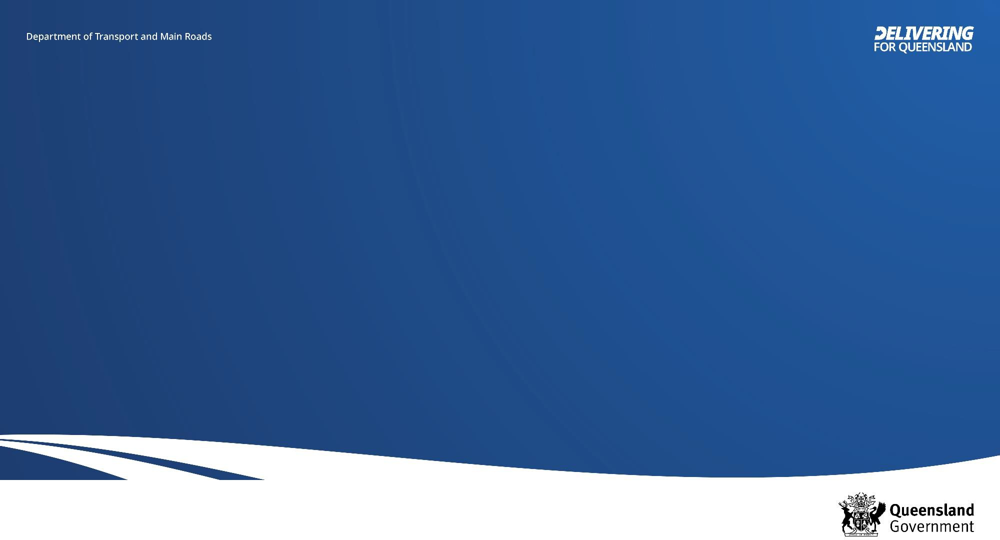 Department of Transport and Main Roads
DELIVERING
FOR QUEENSLAND
Queensland
Government